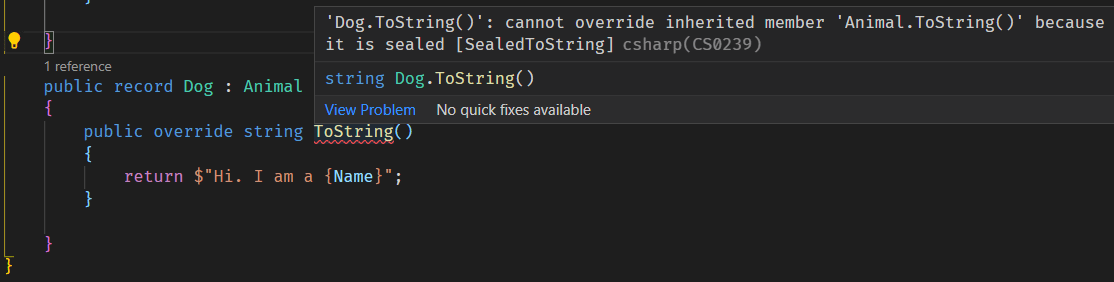 'Dog.ToString()': cannot override inherited member 'Animal.ToString()' because
it is sealed [SealedToString] csharp(CS0239)
}
1 reference
string Dog.ToString()
public record Dog : Animal
{
View Problem No quick fixes available
public override string ToString()
{
return $"Hi. I am a {Name}";
}
}
}